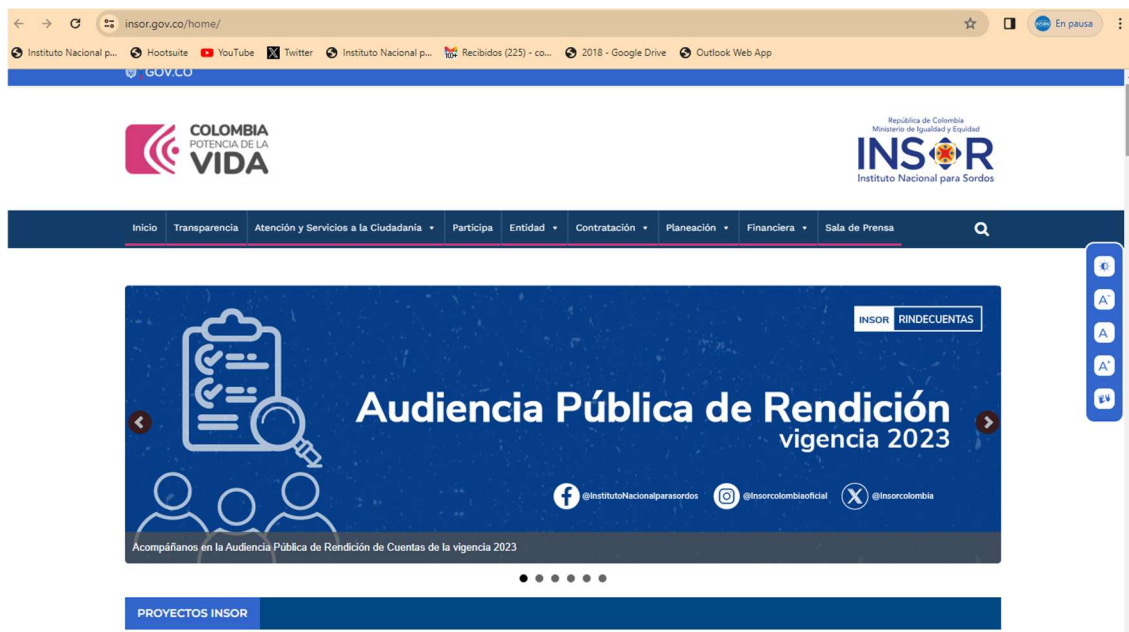 insor.gov.co/home/
En pausa
Instituto Nacional p... Hootsuite YouTube Twitter Instituto Nacional p... Recibidos (225) - co... 2018 - Google Drive Outlook Web App
GOV.CO
COLOMBIA
POTENCIA DE LA
VIDA
República de Colombia
Ministerio de Igualdad y Equidad
INSOR
Instituto Nacional para Sordos
Inicio Transparencia Atención y Servicios a la Ciudadanía Participa Entidad Contratación Planeación Financiera Sala de Prensa
A-
A
A+
INSOR RINDECUENTAS
Audiencia Pública de Rendición
vigencia 2023
@InstitutoNacionalparasordos @Insorcolombiaoficial @Insorcolombia
Acompáñanos en la Audiencia Pública de Rendición de Cuentas de la vigencia 2023
PROYECTOS INSOR